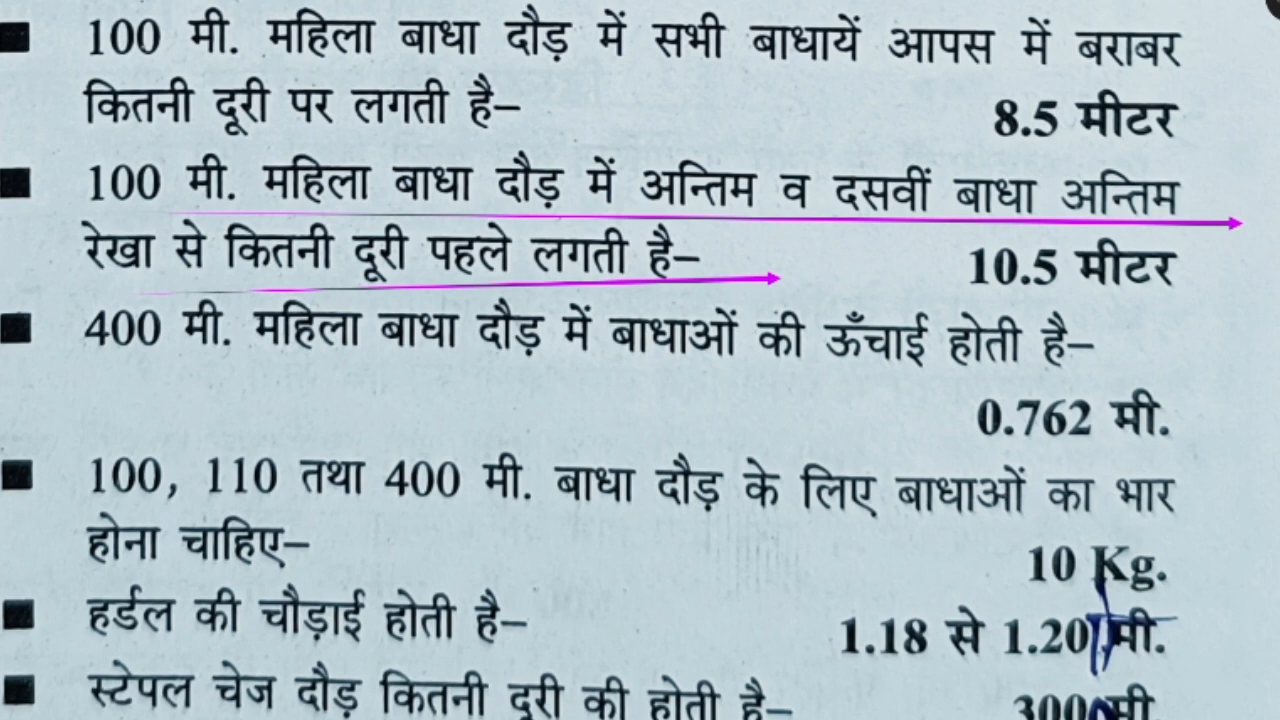 ■ 100 मी. महिला बाधा दौड़ में सभी बाधायें आपस में बराबर
कितनी दूरी पर लगती है– 8.5 मीटर
■ 100 मी. महिला बाधा दौड़ में अन्तिम व दसवीं बाधा अन्तिम
रेखा से कितनी दूरी पहले लगती है– 10.5 मीटर
■ 400 मी. महिला बाधा दौड़ में बाधाओं की ऊँचाई होती है–
0.762 मी.
■ 100, 110 तथा 400 मी. बाधा दौड़ के लिए बाधाओं का भार
होना चाहिए– 10 Kg.
■ हर्डल की चौड़ाई होती है– 1.18 से 1.20 मी.
■ स्टेपल चेज दौड़ कितनी दूरी की होती है– मी